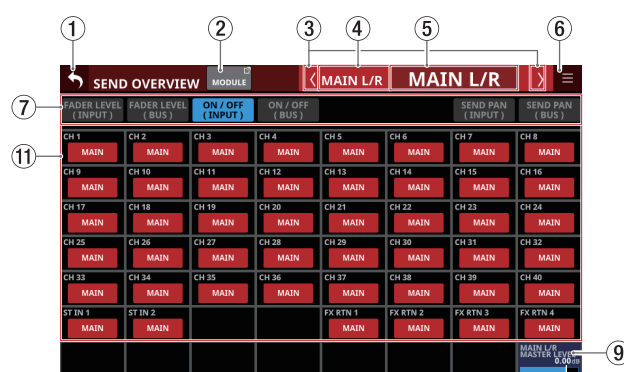 ① ② ③ ④ ⑤ ⑥
SEND OVERVIEW MODULE < MAIN L/R MAIN L/R >
⑦
FADER LEVEL FADER LEVEL ON / OFF ON / OFF SEND PAN SEND PAN
( INPUT ) ( BUS ) ( INPUT ) ( BUS ) ( INPUT ) ( BUS )
⑪
CH 1 CH 2 CH 3 CH 4 CH 5 CH 6 CH 7 CH 8
MAIN MAIN MAIN MAIN MAIN MAIN MAIN MAIN
CH 9 CH 10 CH 11 CH 12 CH 13 CH 14 CH 15 CH 16
MAIN MAIN MAIN MAIN MAIN MAIN MAIN MAIN
CH 17 CH 18 CH 19 CH 20 CH 21 CH 22 CH 23 CH 24
MAIN MAIN MAIN MAIN MAIN MAIN MAIN MAIN
CH 25 CH 26 CH 27 CH 28 CH 29 CH 30 CH 31 CH 32
MAIN MAIN MAIN MAIN MAIN MAIN MAIN MAIN
CH 33 CH 34 CH 35 CH 36 CH 37 CH 38 CH 39 CH 40
MAIN MAIN MAIN MAIN MAIN MAIN MAIN MAIN
ST IN 1 ST IN 2 FX RTN 1 FX RTN 2 FX RTN 3 FX RTN 4
MAIN MAIN MAIN MAIN MAIN MAIN
MAIN L/R
MASTER LEVEL
0.00dB
⑨